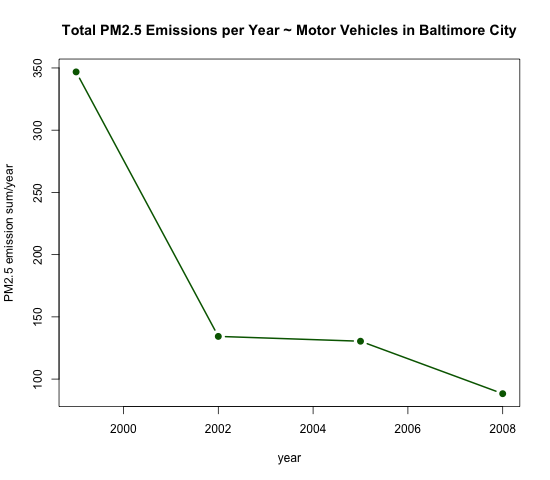 Total PM2.5 Emissions per Year ~ Motor Vehicles in Baltimore City
PM2.5 emission sum/year
350
300
250
200
150
100
2000 2002 2004 2006 2008
year